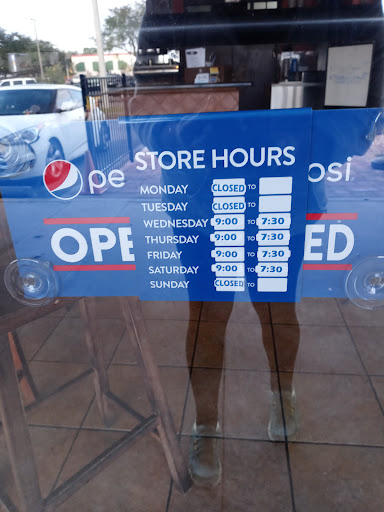 STORE HOURS
pe
osi
MONDAY CLOSED TO
TUESDAY CLOSED TO
WEDNESDAY 9:00 TO 7:30
THURSDAY 9:00 TO 7:30
FRIDAY 9:00 TO 7:30
SATURDAY 9:00 TO 7:30
SUNDAY CLOSED TO
OPE
ED